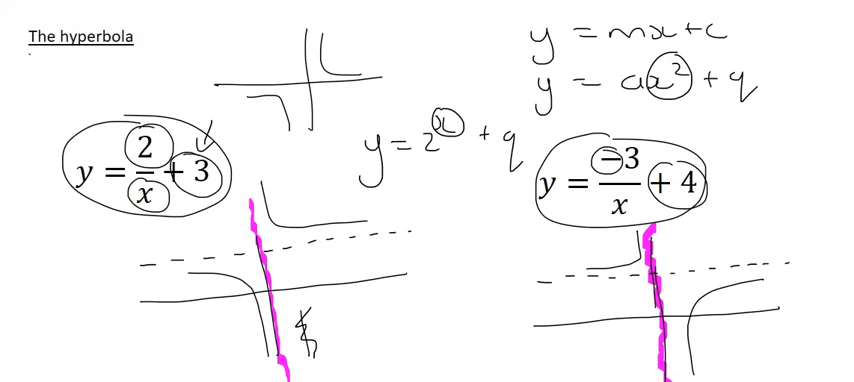 The hyperbola
y = mx + c
y = ax² + q
y = 2/x + 3
y = 2^x + q
y = -3/x + 4